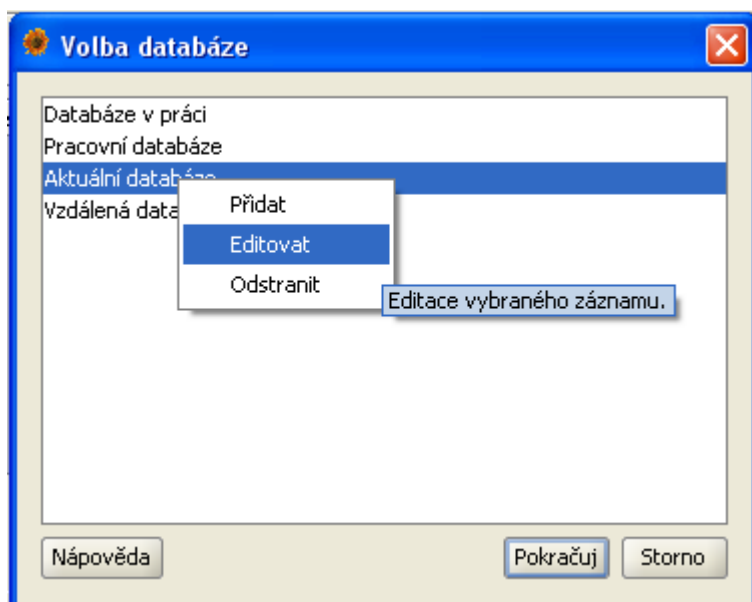 Volba databáze
Databáze v práci
Pracovní databáze
Aktuální databáze
Vzdálená data
Přidat
Editovat
Odstranit
Editace vybraného záznamu.
Nápověda
Pokračuj
Storno